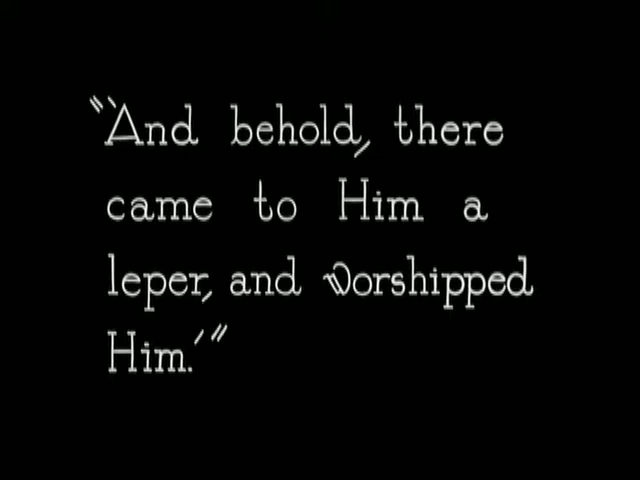 "'And behold, there
came to Him a
leper, and worshipped
Him.'"